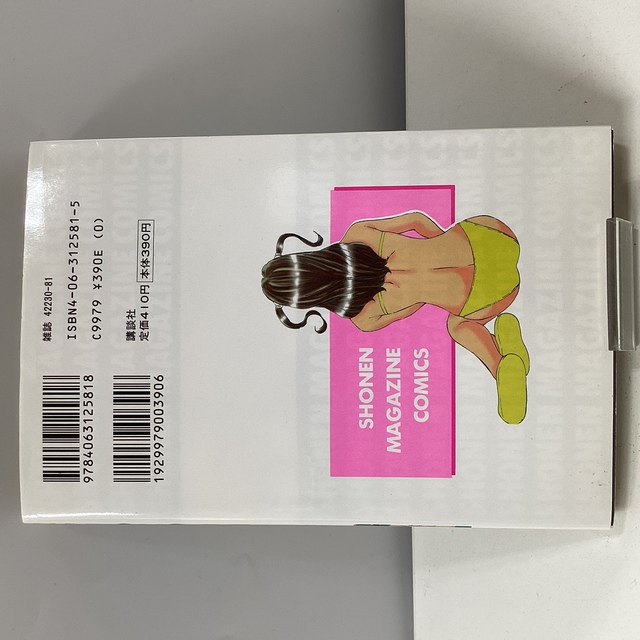 雑誌 42230-81
ISBN4-06-312581-5
C9979 ¥390E (0)
講談社
定価410円 本体390円
9784063125818
1929979003906
SHONEN
MAGAZINE
COMICS